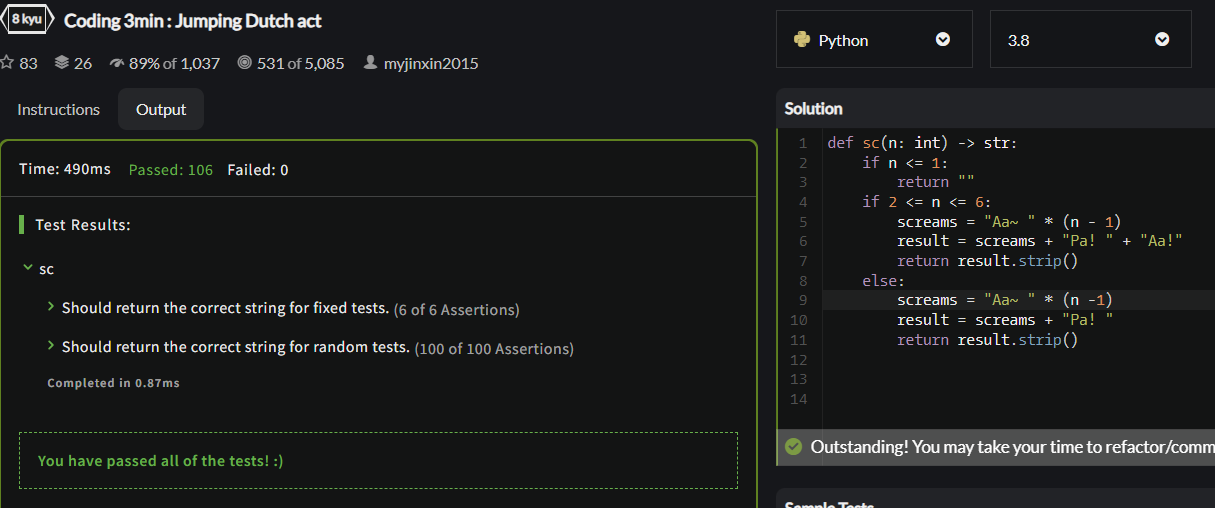 8 kyu Coding 3min : Jumping Dutch act
83 26 89% of 1,037 531 of 5,085 myjinxin2015
Instructions Output
Time: 490ms Passed: 106 Failed: 0
Test Results:
sc
Should return the correct string for fixed tests. (6 of 6 Assertions)
Should return the correct string for random tests. (100 of 100 Assertions)
Completed in 0.87ms
You have passed all of the tests! :)
Python 3.8
Solution
1 def sc(n: int) -> str:
2     if n <= 1:
3         return ""
4     if 2 <= n <= 6:
5         screams = "Aa~ " * (n - 1)
6         result = screams + "Pa! " + "Aa!"
7         return result.strip()
8     else:
9         screams = "Aa~ " * (n -1)
10         result = screams + "Pa! "
11         return result.strip()
12
13
14
Outstanding! You may take your time to refactor/comm
Sample Tests